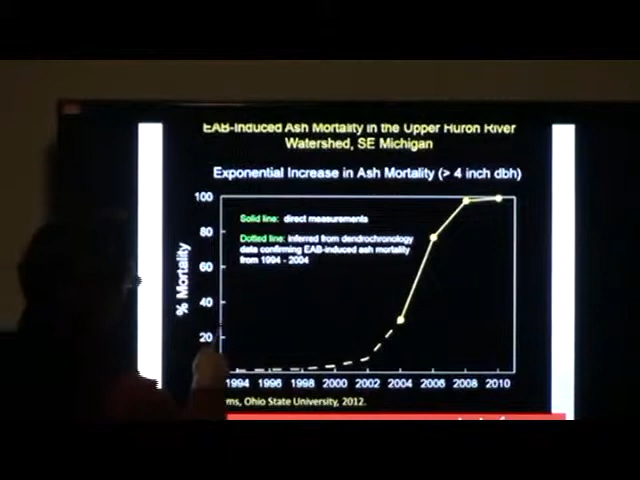 EAB-Induced Ash Mortality in the Upper Huron River
Watershed, SE Michigan
Exponential Increase in Ash Mortality (> 4 inch dbh)
100
80
60
40
20
% Mortality
Solid line: direct measurements
Dotted line: inferred from dendrochronology
data confirming EAB-induced ash mortality
from 1994 - 2004
1994 1996 1998 2000 2002 2004 2006 2008 2010
Ohio State University, 2012.